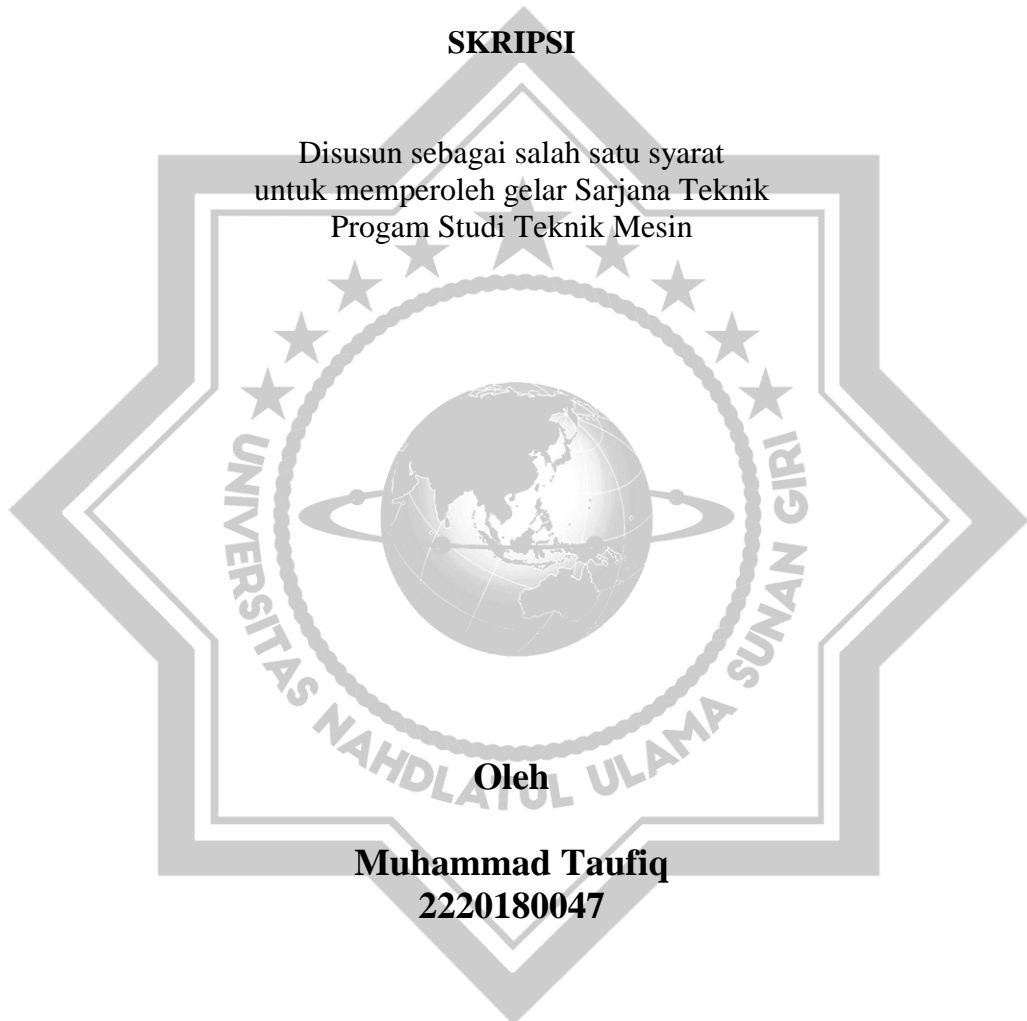 SKRIPSI
Disusun sebagai salah satu syarat
untuk memperoleh gelar Sarjana Teknik
Progam Studi Teknik Mesin
UNIVERSITAS NAHDLATUL ULAMA SUNAN GIRI
Oleh
Muhammad Taufiq
2220180047